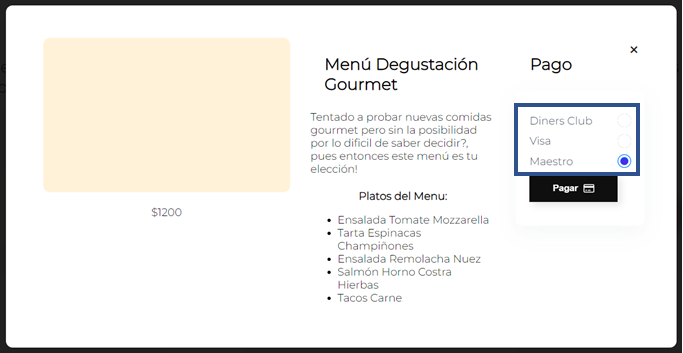 $1200
Menú Degustación
Gourmet
Tentado a probar nuevas comidas
gourmet pero sin la posibilidad
por lo dificil de saber decidir?,
pues entonces este menú es tu
elección!
Platos del Menu:
Ensalada Tomate Mozzarella
Tarta Espinacas
Champiñones
Ensalada Remolacha Nuez
Salmón Horno Costra
Hierbas
Tacos Carne
×
Pago
Diners Club
Visa
Maestro
Pagar